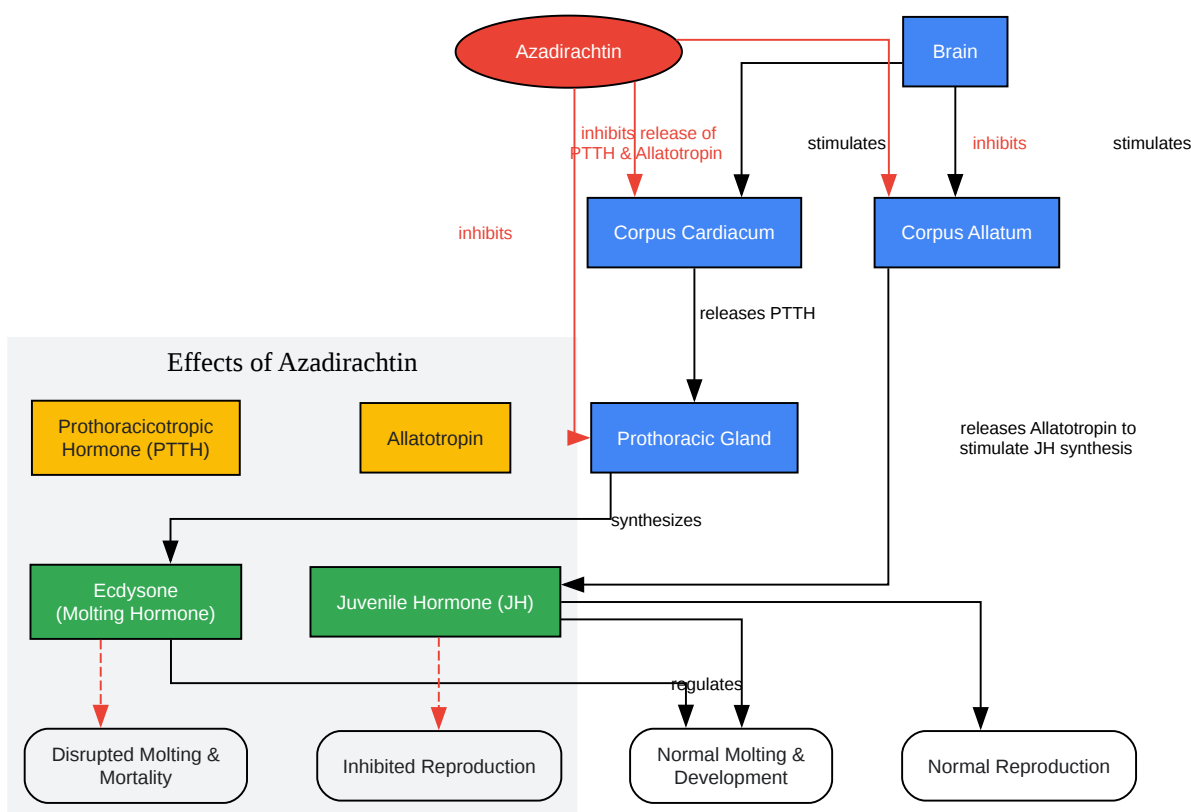 Azadirachtin
Brain
inhibits release of
PTTH & Allatotropin
stimulates
inhibits
stimulates
Corpus Cardiacum
Corpus Allatum
inhibits
releases PTTH
Effects of Azadirachtin
Prothoracicotropic
Hormone (PTTH)
Allatotropin
Prothoracic Gland
releases Allatotropin to
stimulate JH synthesis
synthesizes
Ecdysone
(Molting Hormone)
Juvenile Hormone (JH)
regulates
Disrupted Molting &
Mortality
Inhibited Reproduction
Normal Molting &
Development
Normal Reproduction